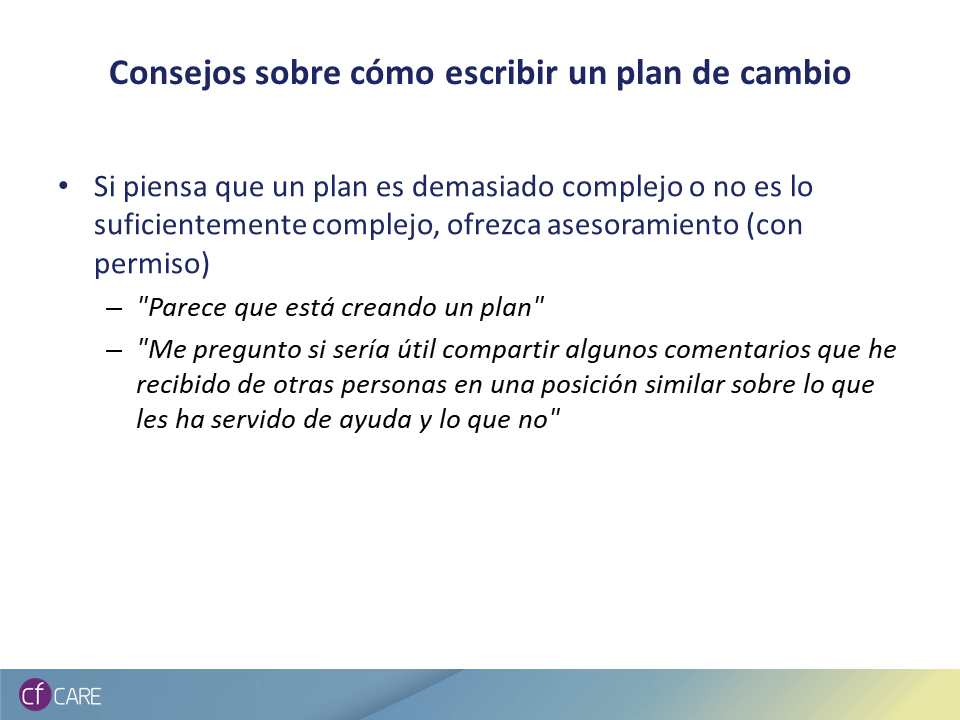 Consejos sobre cómo escribir un plan de cambio
• Si piensa que un plan es demasiado complejo o no es lo
suficientemente complejo, ofrezca asesoramiento (con
permiso)
– "Parece que está creando un plan"
– "Me pregunto si sería útil compartir algunos comentarios que he
recibido de otras personas en una posición similar sobre lo que
les ha servido de ayuda y lo que no"
cf CARE